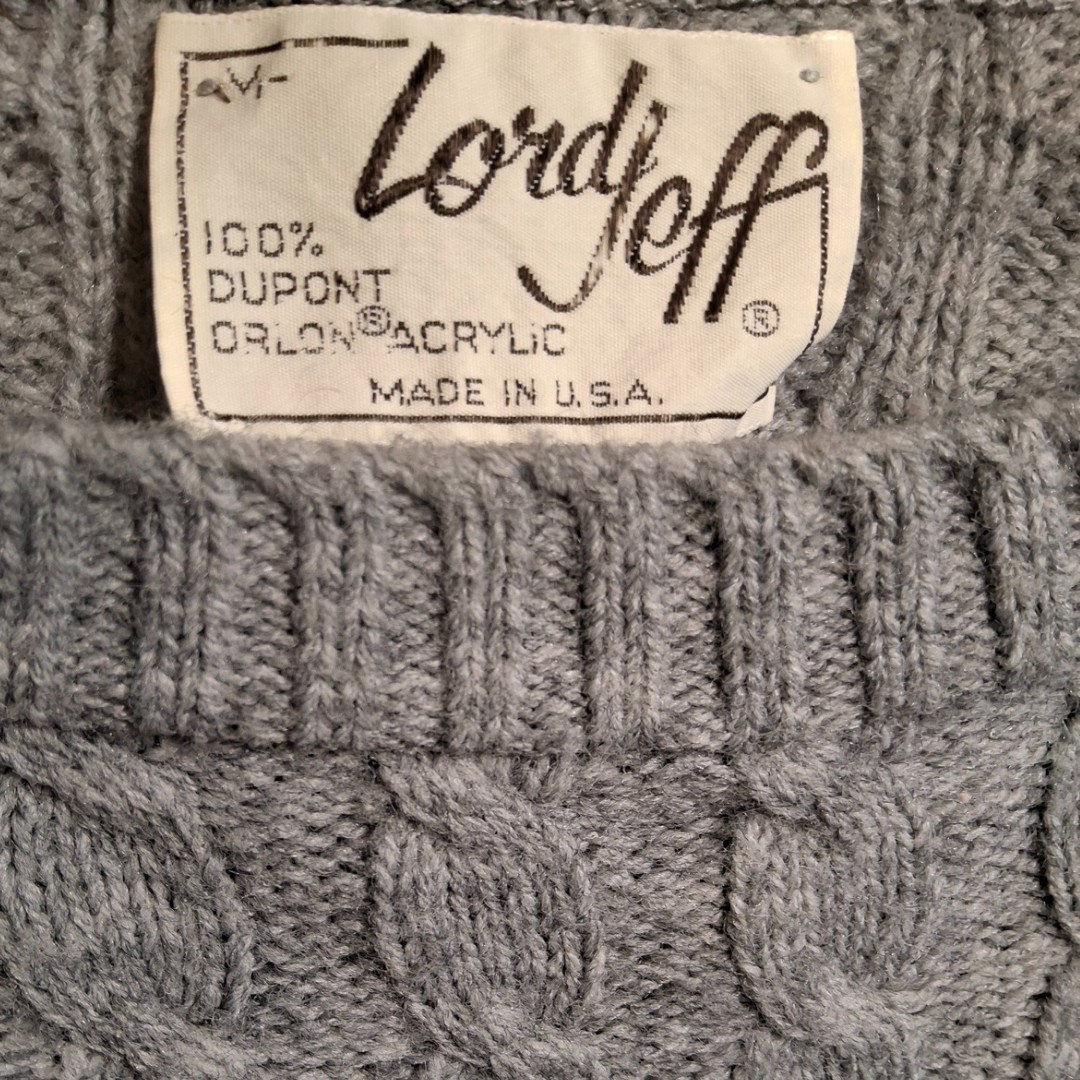 -M-
Lord Jeff ®
100%
DUPONT
ORLON® ACRYLIC
MADE IN U.S.A.